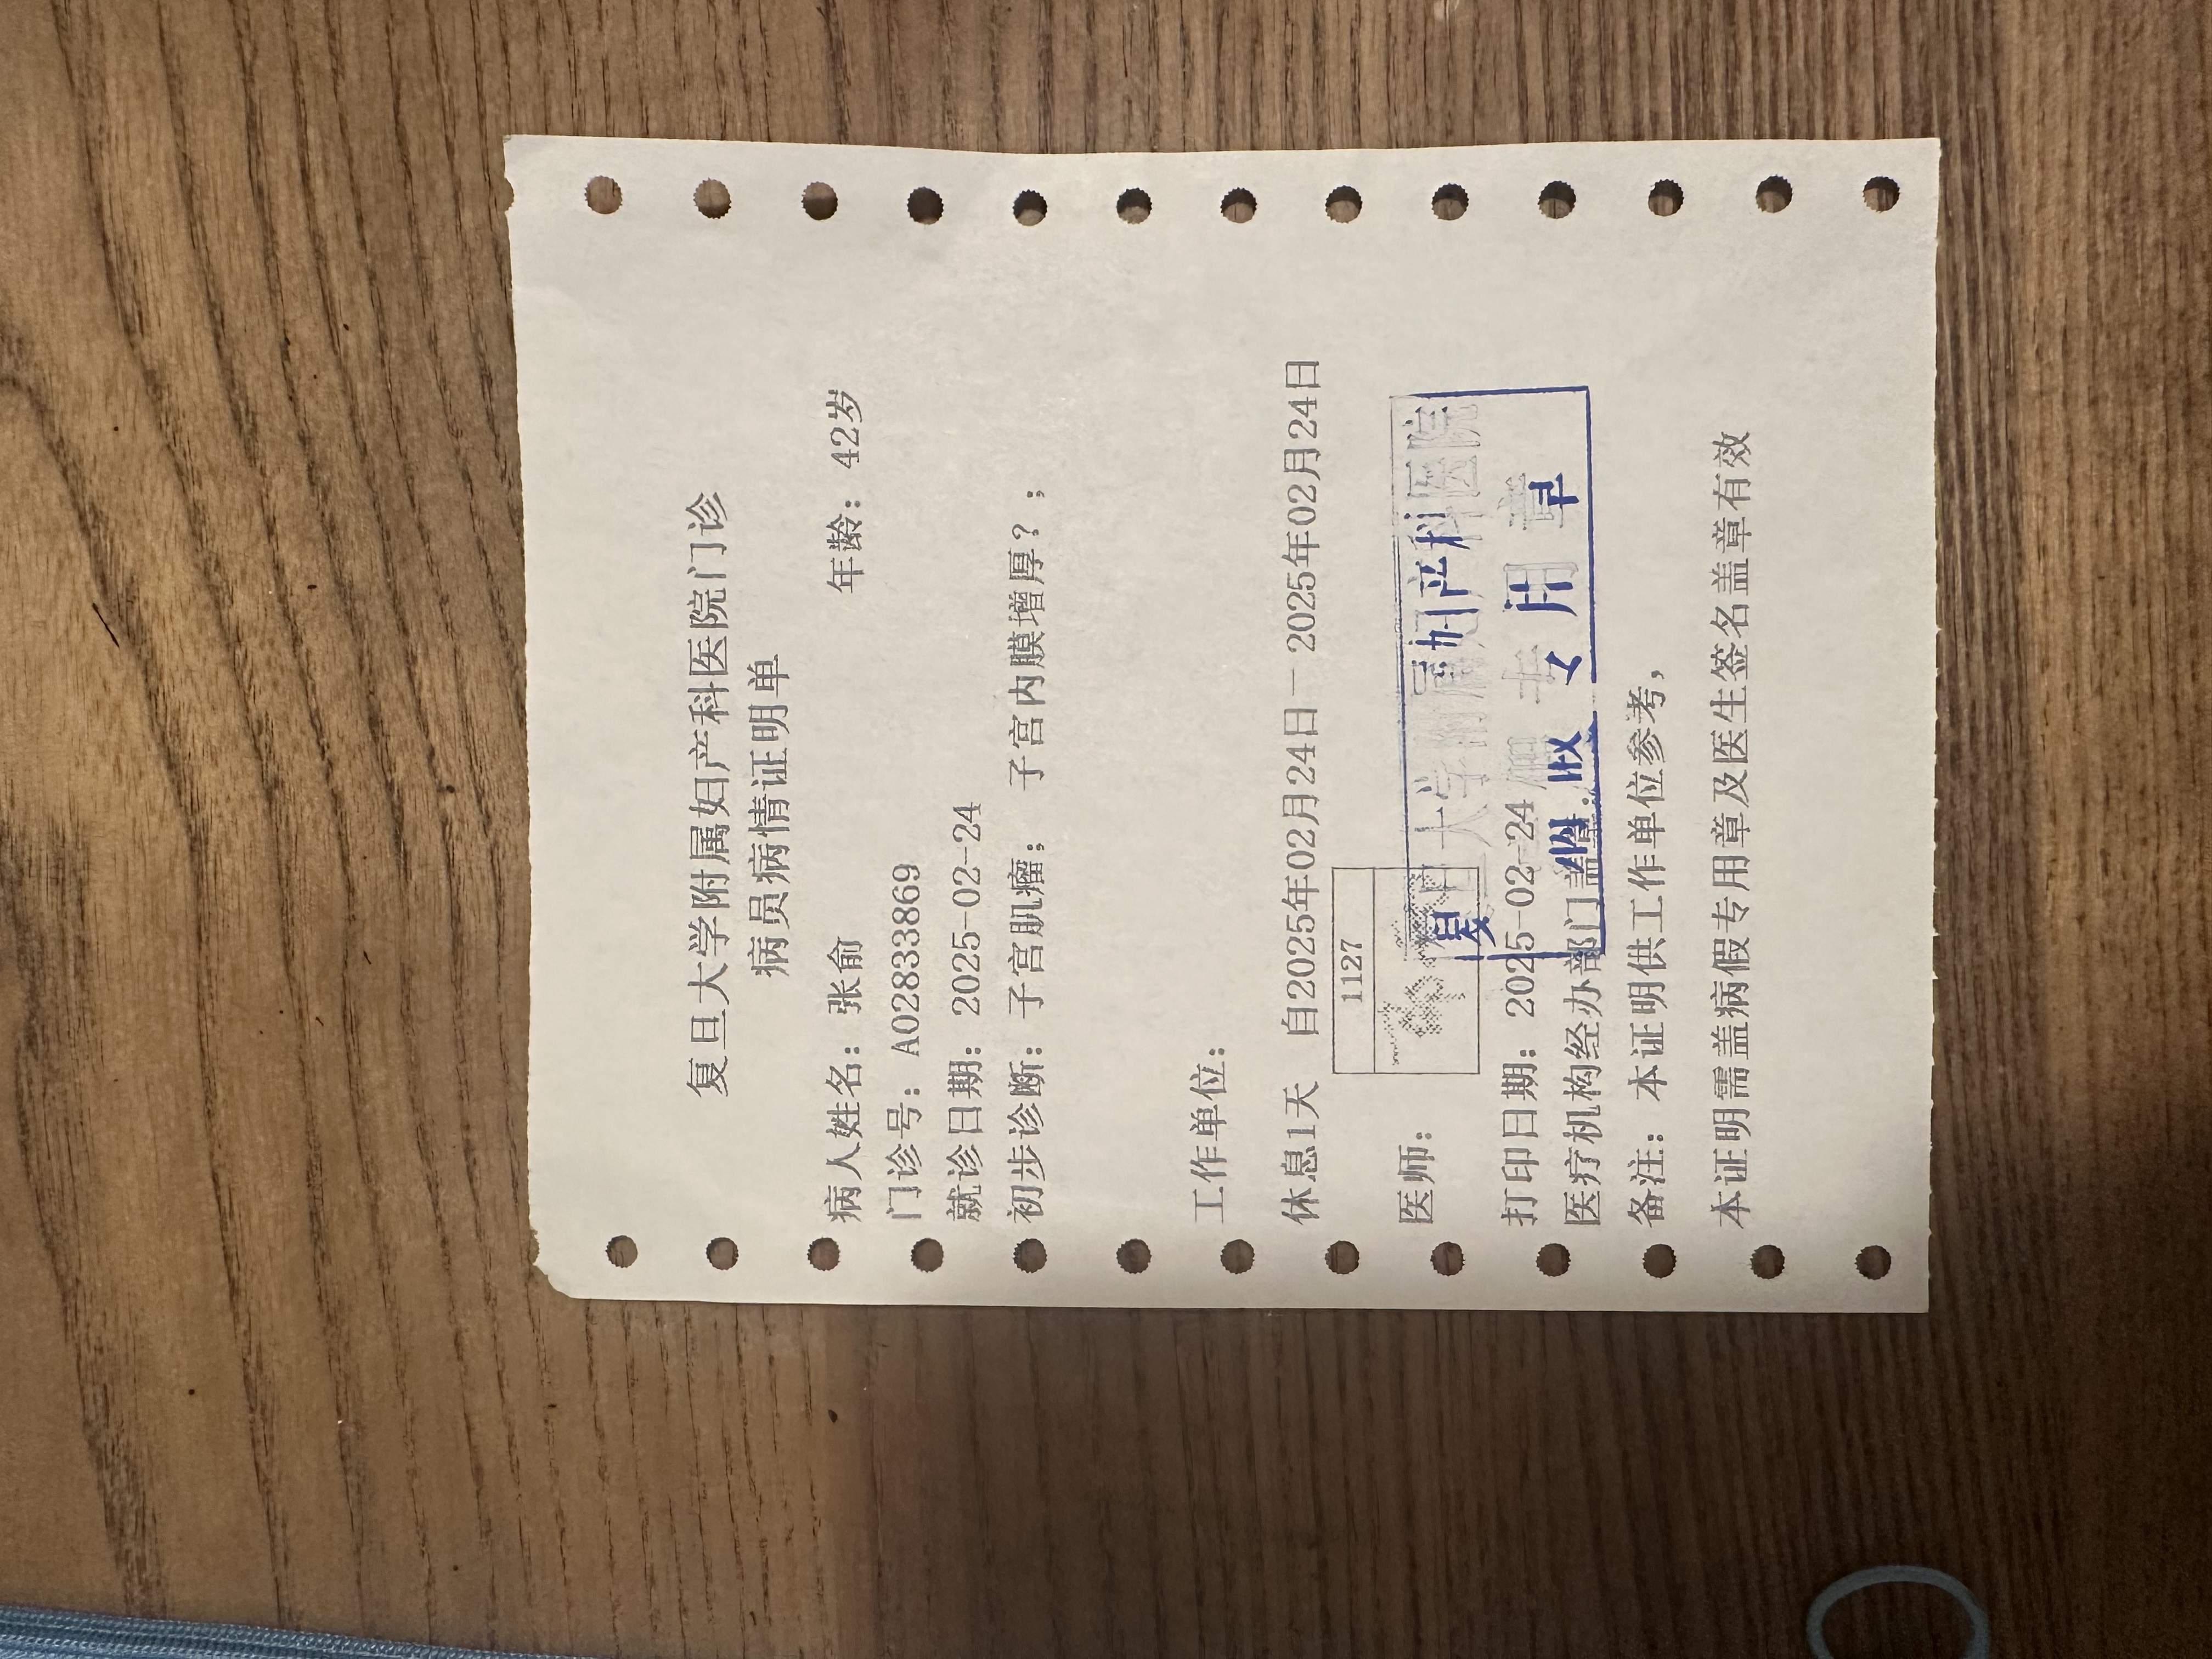 复旦大学附属妇产科医院门诊
病员病情证明单
病人姓名：张俞 年龄：42岁
门诊号：A02833869
就诊日期：2025-02-24
初步诊断：子宫肌瘤； 子宫内膜增厚？；
工作单位：
休息1天 自2025年02月24日－2025年02月24日
1127
医师：
复旦大学附属妇产科医院
专用章
打印日期：2025-02-24
医疗机构经办部门盖章：
备注：本证明供工作单位参考，
本证明需盖病假专用章及医生签名盖章有效